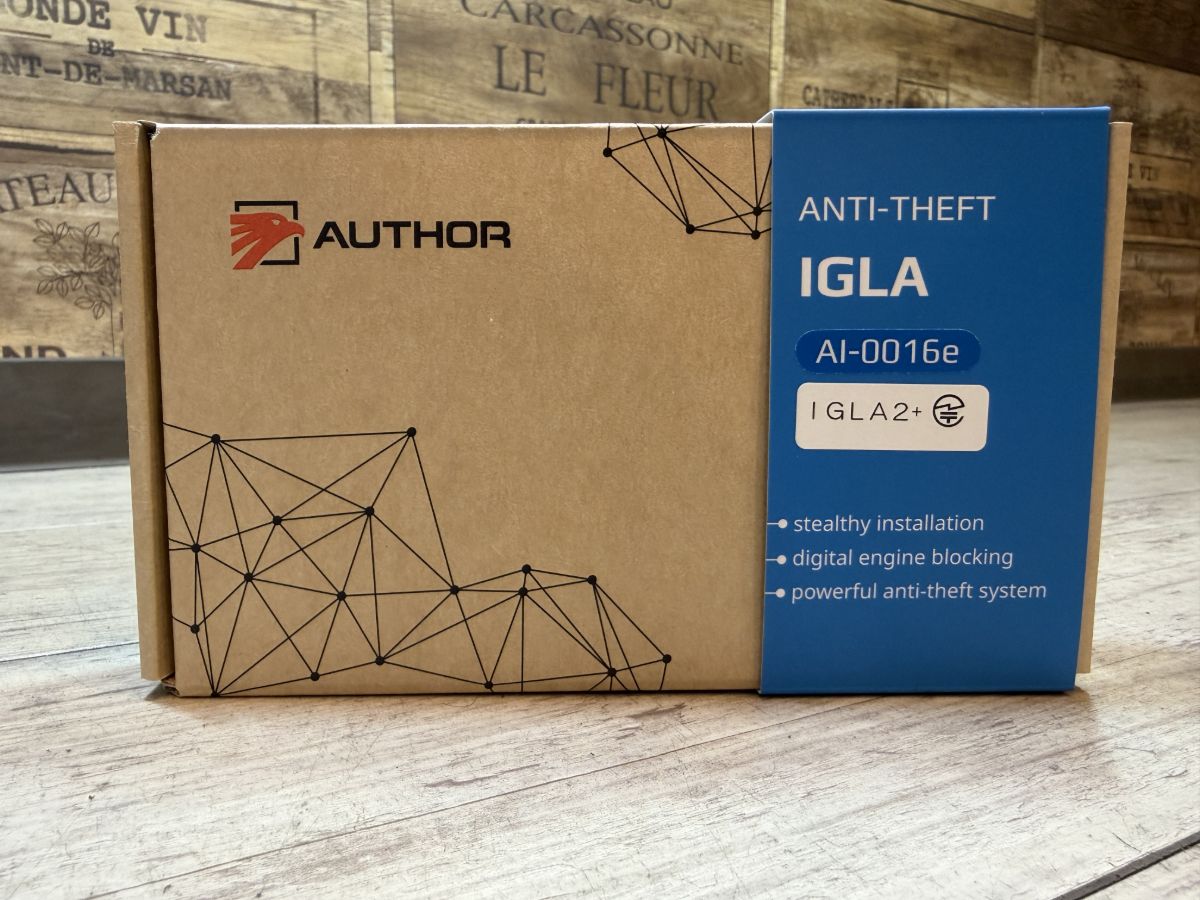 ONDE VIN
DE
NT-DE-MARSAN
CARCASSONNE
LE FLEUR
VIN
AUTHOR
ANTI-THEFT
IGLA
AI-0016e
IGLA2+
stealthy installation
digital engine blocking
powerful anti-theft system